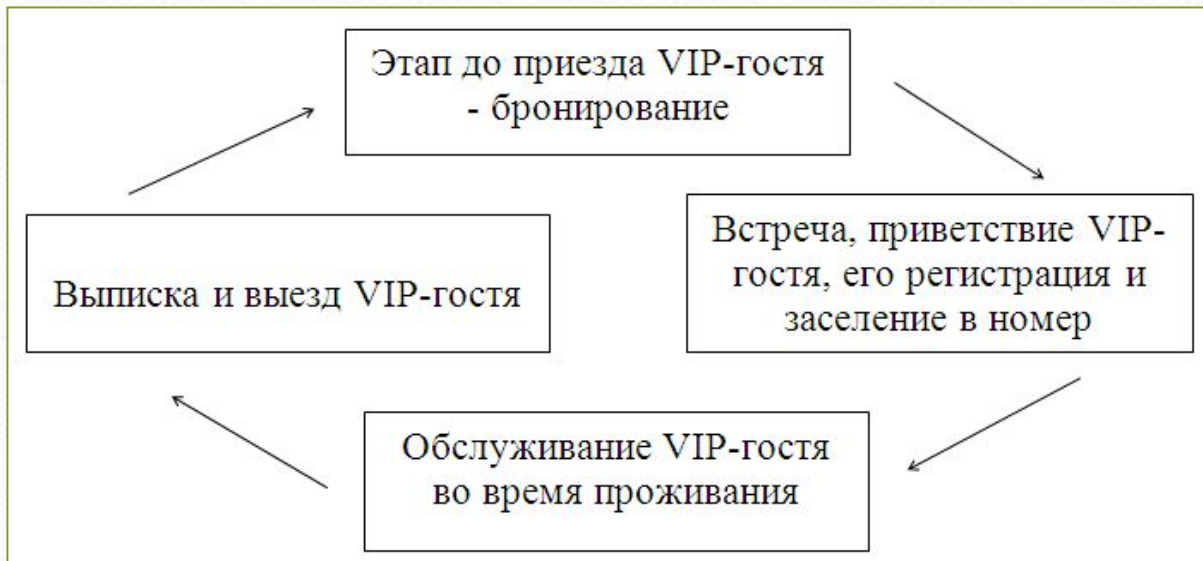 Этап до приезда VIP-гостя
- бронирование
Встреча, приветствие VIP-
гостя, его регистрация и
заселение в номер
Выписка и выезд VIP-гостя
Обслуживание VIP-гостя
во время проживания